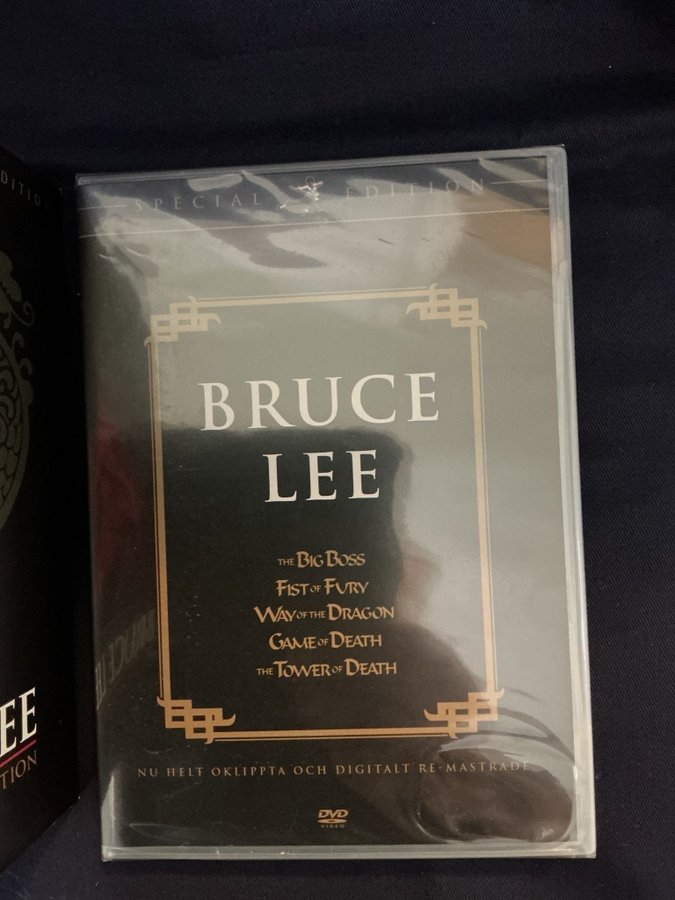 SPECIAL EDITION
BRUCE
LEE
THE BIG BOSS
FIST OF FURY
WAY OF THE DRAGON
GAME OF DEATH
THE TOWER OF DEATH
NU HELT OKLIPPTA OCH DIGITALT RE-MASTRADE
DVD
VIDEO
EDITION
EE
TION